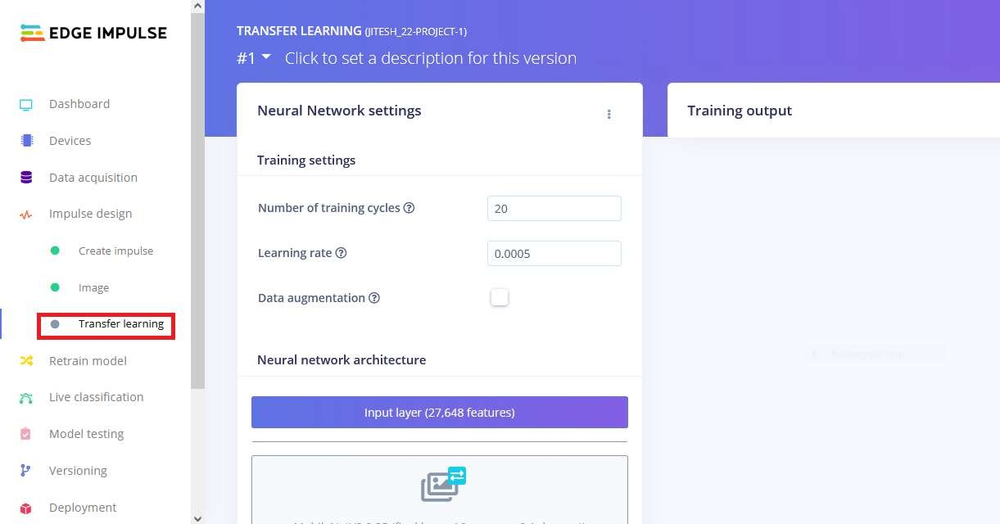 EDGE IMPULSE
Dashboard
Devices
Data acquisition
Impulse design
Create impulse
Image
Transfer learning
Retrain model
Live classification
Model testing
Versioning
Deployment
TRANSFER LEARNING (JITESH_22-PROJECT-1)
#1 Click to set a description for this version
Neural Network settings
Training settings
Number of training cycles
20
Learning rate
0.0005
Data augmentation
Neural network architecture
Input layer (27,648 features)
Training output